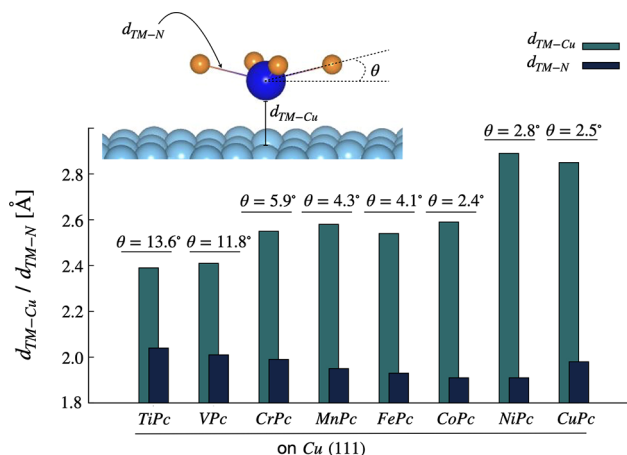 d_{TM−N}
θ
d_{TM−Cu}
d_{TM−Cu}
d_{TM−N}
d_{TM−Cu} / d_{TM−N} [Å]
2.8
2.6
2.4
2.2
2.0
1.8
θ = 13.6°
θ = 11.8°
θ = 5.9°
θ = 4.3°
θ = 4.1°
θ = 2.4°
θ = 2.8°
θ = 2.5°
TiPc VPc CrPc MnPc FePc CoPc NiPc CuPc
on Cu (111)